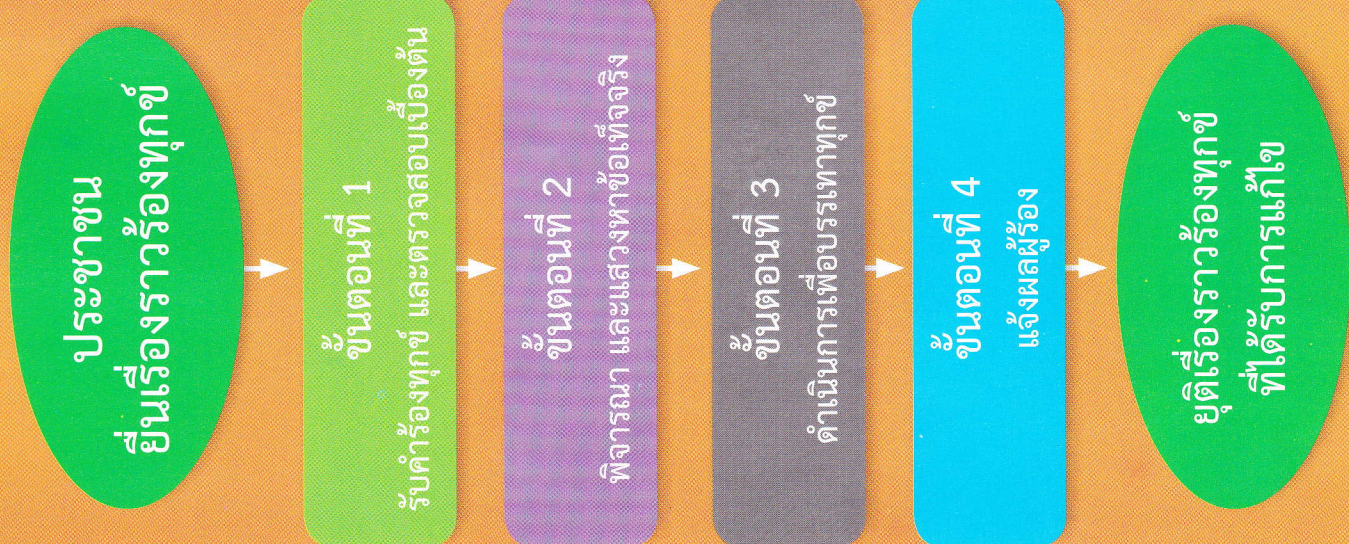 ประชาชน
ยื่นเรื่องราวร้องทุกข์
ขั้นตอนที่ 1
รับคำร้องทุกข์ และตรวจสอบเบื้องต้น
ขั้นตอนที่ 2
พิจารณา และแสวงหาข้อเท็จจริง
ขั้นตอนที่ 3
ดำเนินการเพื่อบรรเทาทุกข์
ขั้นตอนที่ 4
แจ้งผลผู้ร้อง
ยุติเรื่องราวร้องทุกข์
ที่ได้รับการแก้ไข